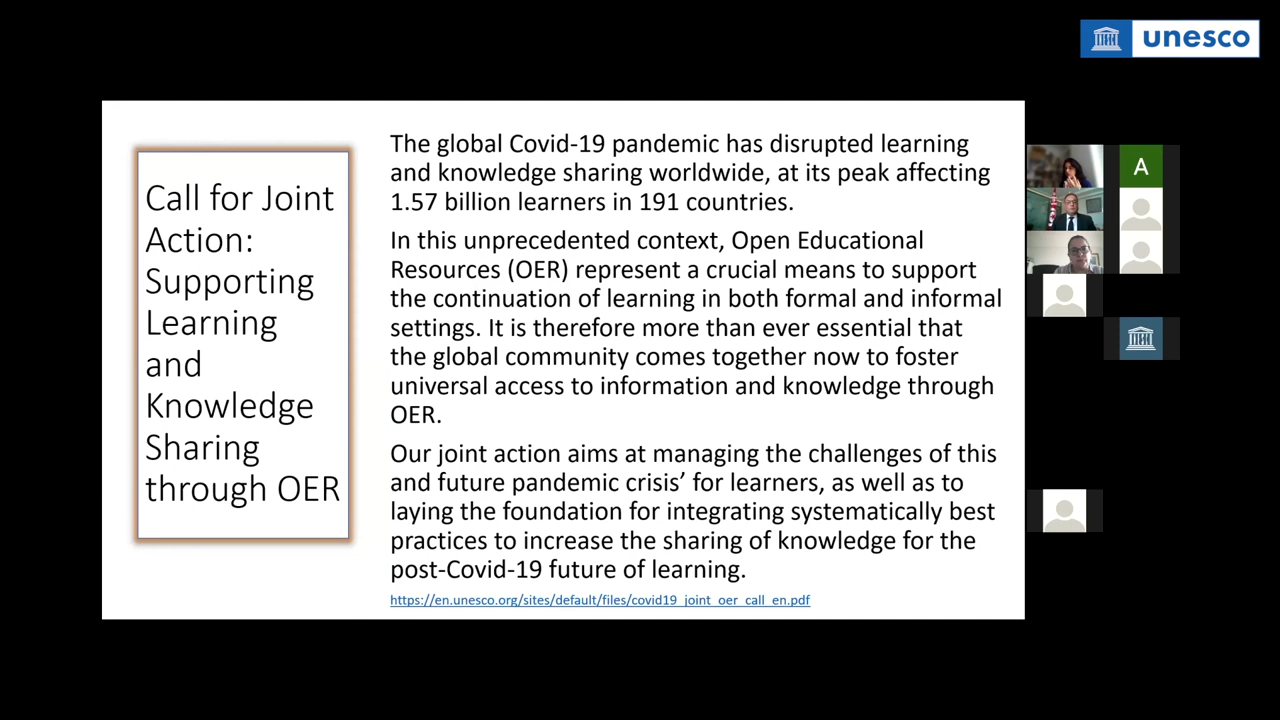 unesco
Call for Joint
Action:
Supporting
Learning
and
Knowledge
Sharing
through OER
The global Covid-19 pandemic has disrupted learning
and knowledge sharing worldwide, at its peak affecting
1.57 billion learners in 191 countries.
In this unprecedented context, Open Educational
Resources (OER) represent a crucial means to support
the continuation of learning in both formal and informal
settings. It is therefore more than ever essential that
the global community comes together now to foster
universal access to information and knowledge through
OER.
Our joint action aims at managing the challenges of this
and future pandemic crisis’ for learners, as well as to
laying the foundation for integrating systematically best
practices to increase the sharing of knowledge for the
post-Covid-19 future of learning.
https://en.unesco.org/sites/default/files/covid19_joint_oer_call_en.pdf
A